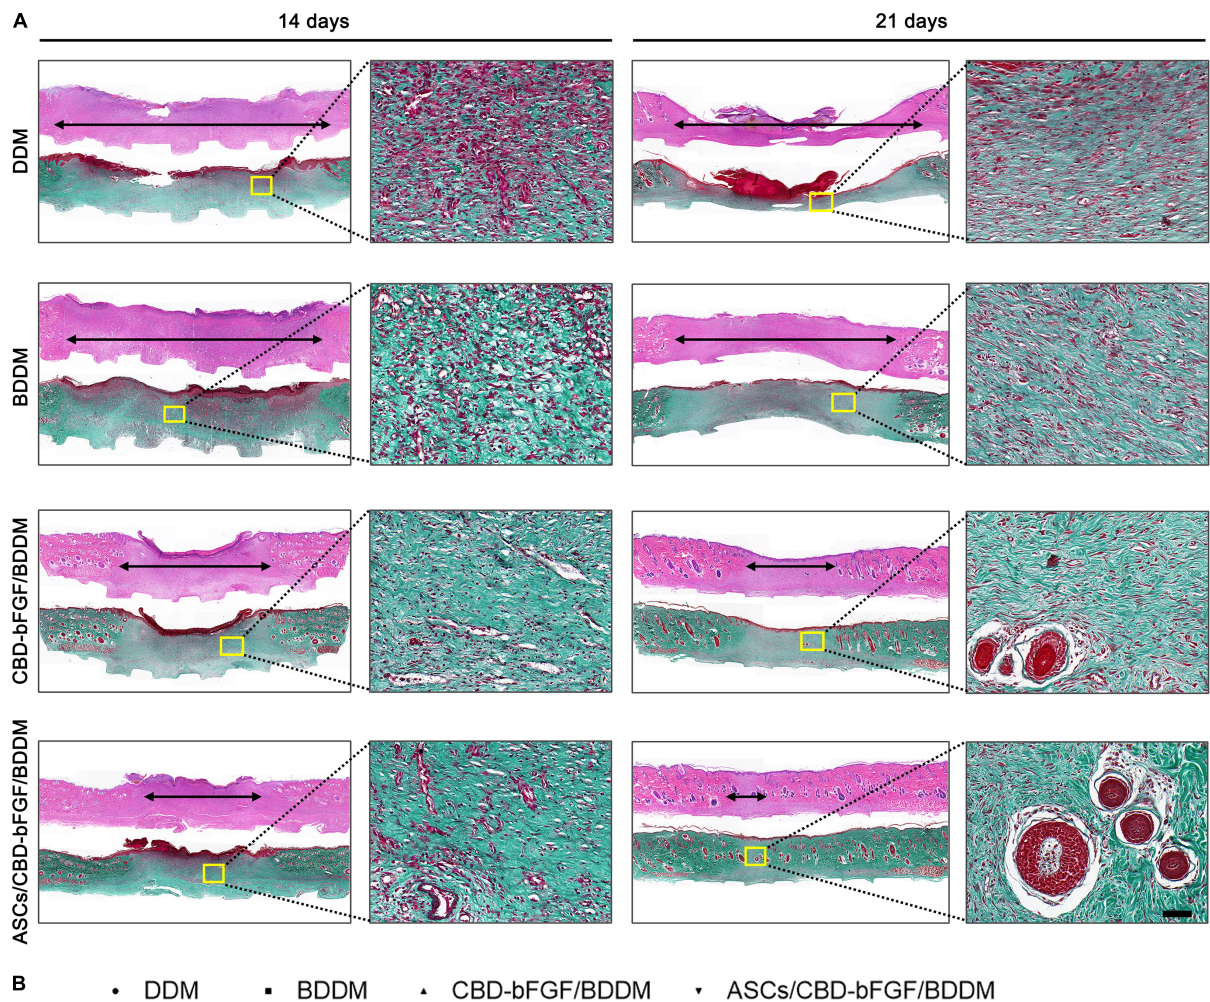 A
14 days
21 days
DDM
BDDM
CBD-bFGF/BDDM
ASCs/CBD-bFGF/BDDM
B
DDM
BDDM
CBD-bFGF/BDDM
ASCs/CBD-bFGF/BDDM